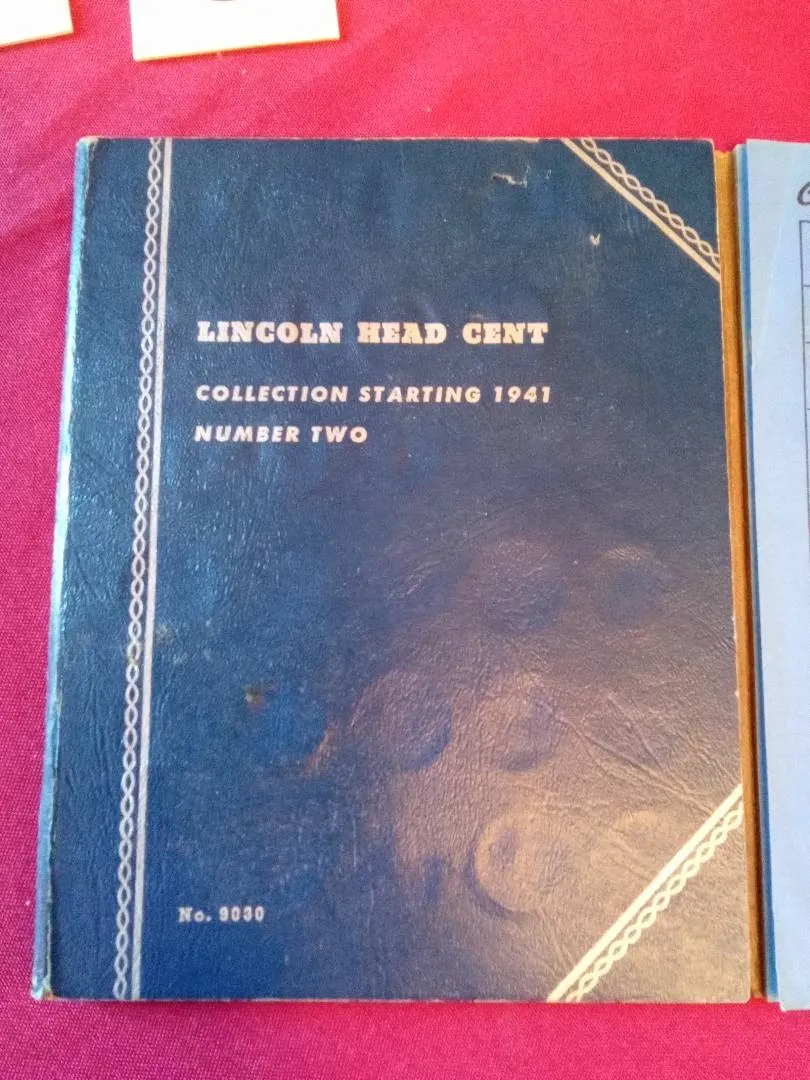 LINCOLN HEAD CENT
COLLECTION STARTING 1941
NUMBER TWO
No. 9030